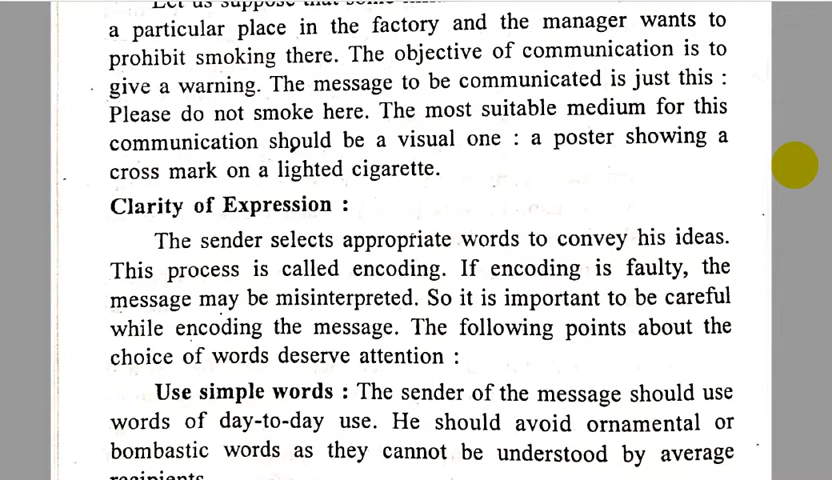 Let us suppose that some
a particular place in the factory and the manager wants to
prohibit smoking there. The objective of communication is to
give a warning. The message to be communicated is just this :
Please do not smoke here. The most suitable medium for this
communication should be a visual one : a poster showing a
cross mark on a lighted cigarette.
Clarity of Expression :
The sender selects appropriate words to convey his ideas.
This process is called encoding. If encoding is faulty, the
message may be misinterpreted. So it is important to be careful
while encoding the message. The following points about the
choice of words deserve attention :
Use simple words : The sender of the message should use
words of day-to-day use. He should avoid ornamental or
bombastic words as they cannot be understood by average
recipients.